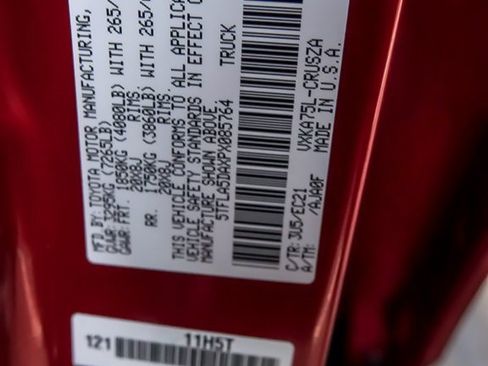 MFD. BY: TOYOTA MOTOR MANUFACTURING,
GVWR: 3295KG (7265LB)
GAWR: FRT. 1850KG (4080LB) WITH 265/
20X8J RIMS,
RR. 1750KG (3860LB) WITH 265/
20X8J RIMS,
THIS VEHICLE CONFORMS TO ALL APPLICA
VEHICLE SAFETY STANDARDS IN EFFECT O
MANUFACTURE SHOWN ABOVE.
5TFLA5DAXPX085764 TRUCK
C/TR: 3U5/EC21 VXKA75L-CRUSZA
A/TM: /AJA0F MADE IN U.S.A.
121 11H5T